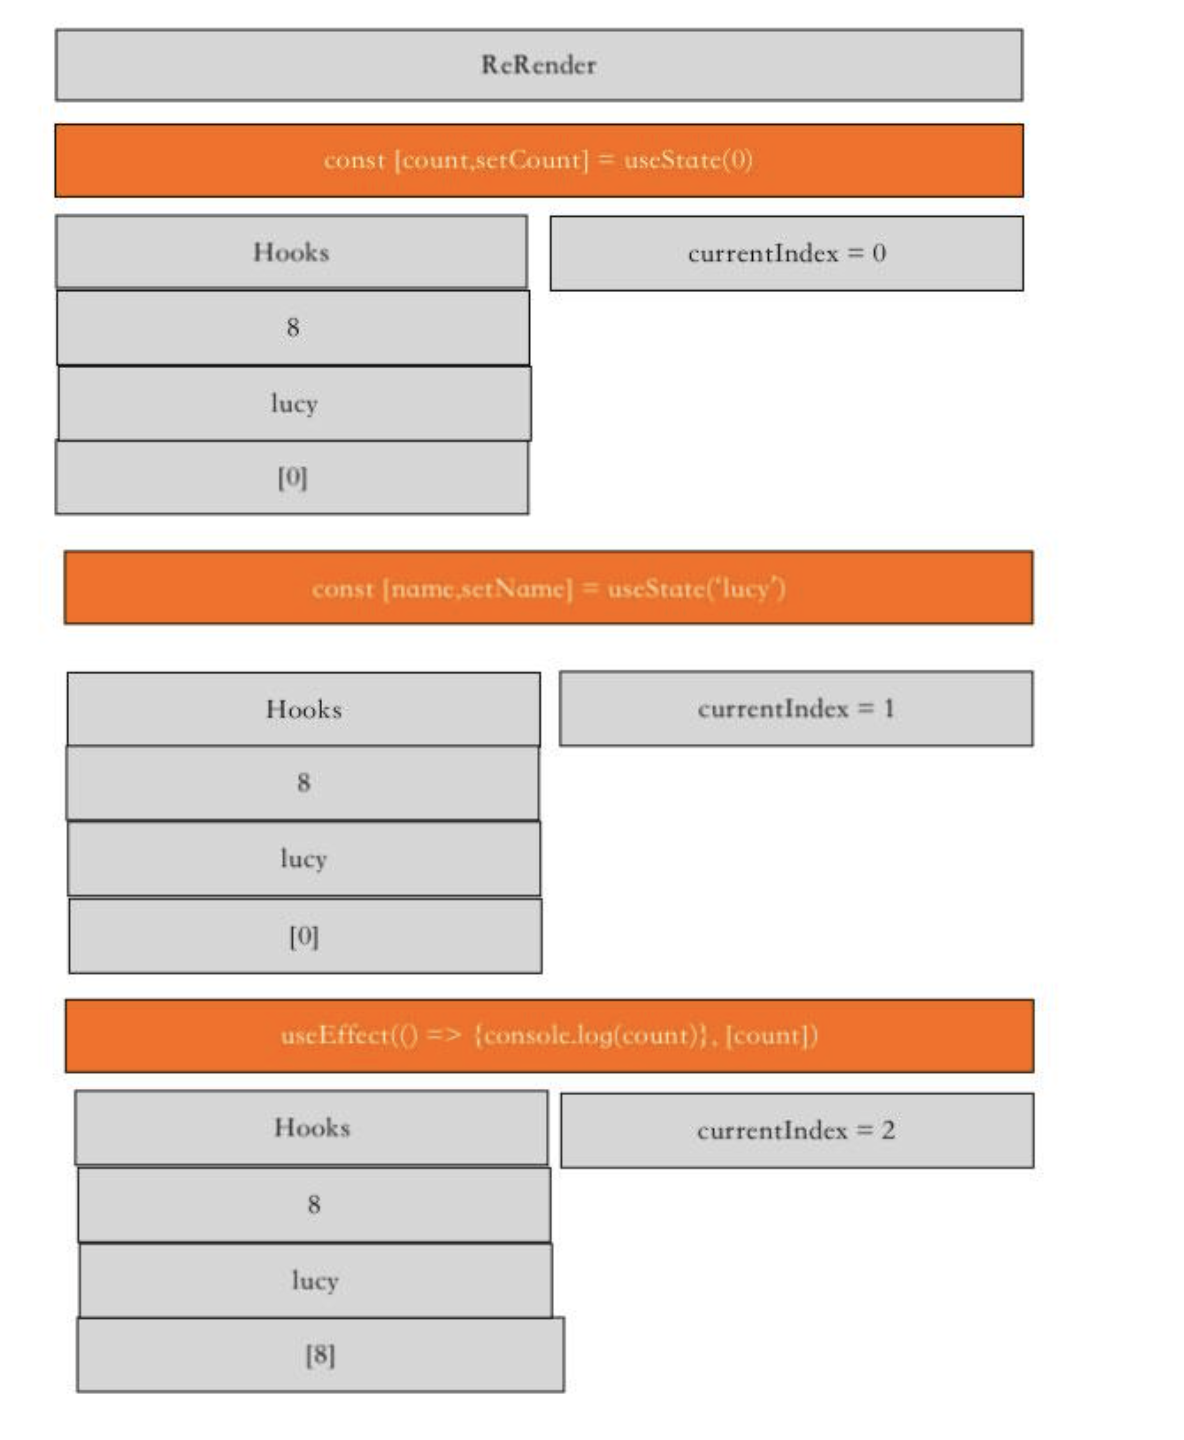 ReRender
const [count,setCount] = useState(0)
Hooks
currentIndex = 0
8
lucy
[0]
const [name,setName] = useState(‘lucy’)
Hooks
currentIndex = 1
8
lucy
[0]
useEffect(() => {console.log(count)}, [count])
Hooks
currentIndex = 2
8
lucy
[8]